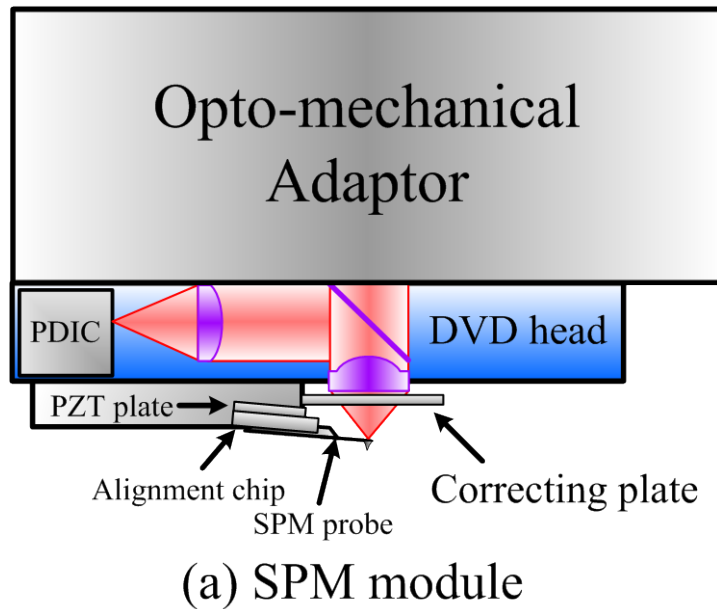 Opto-mechanical
Adaptor
PDIC
DVD head
PZT plate
Alignment chip
SPM probe
Correcting plate
(a) SPM module